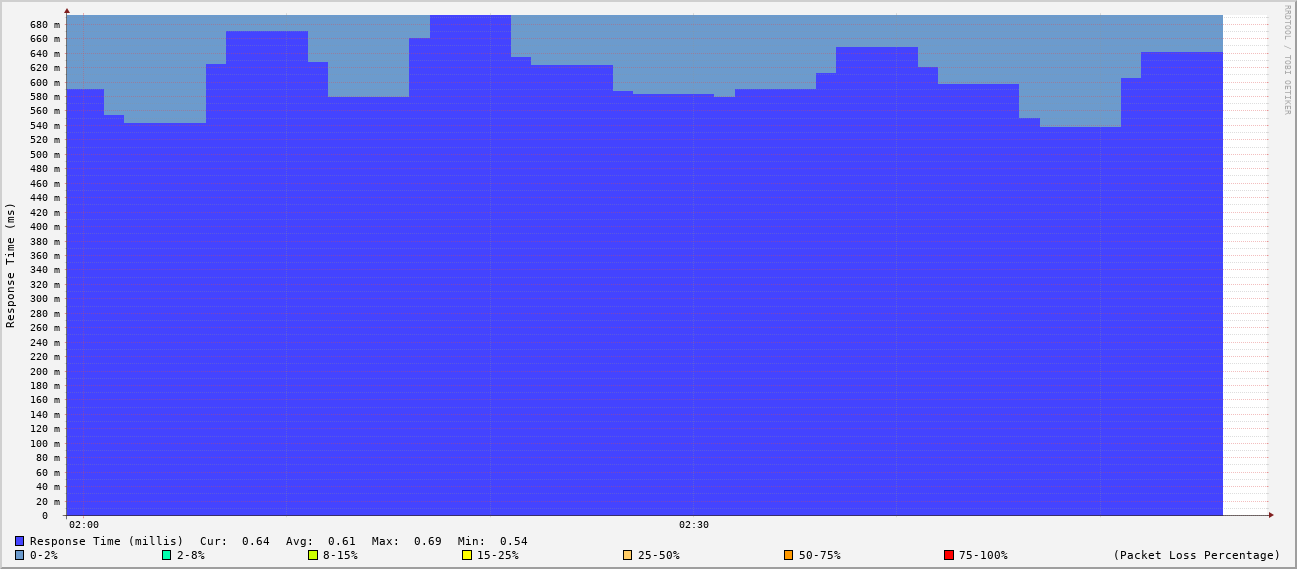 RRDTOOL / TOBI OETIKER
Response Time (ms)
680 m
660 m
640 m
620 m
600 m
580 m
560 m
540 m
520 m
500 m
480 m
460 m
440 m
420 m
400 m
380 m
360 m
340 m
320 m
300 m
280 m
260 m
240 m
220 m
200 m
180 m
160 m
140 m
120 m
100 m
80 m
60 m
40 m
20 m
0
02:00 02:30
Response Time (millis) Cur: 0.64 Avg: 0.61 Max: 0.69 Min: 0.54
0-2% 2-8% 8-15% 15-25% 25-50% 50-75% 75-100% (Packet Loss Percentage)